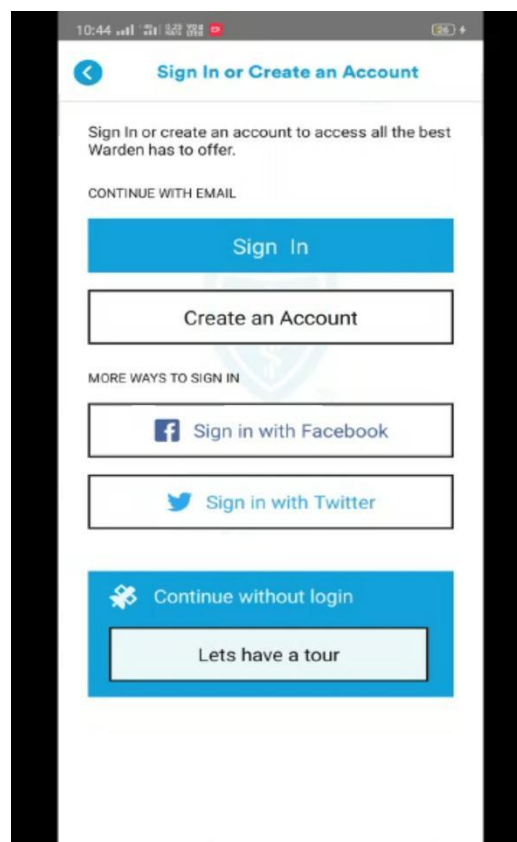 10:44
26
Sign In or Create an Account
Sign In or create an account to access all the best
Warden has to offer.
CONTINUE WITH EMAIL
Sign In
Create an Account
MORE WAYS TO SIGN IN
Sign in with Facebook
Sign in with Twitter
Continue without login
Lets have a tour